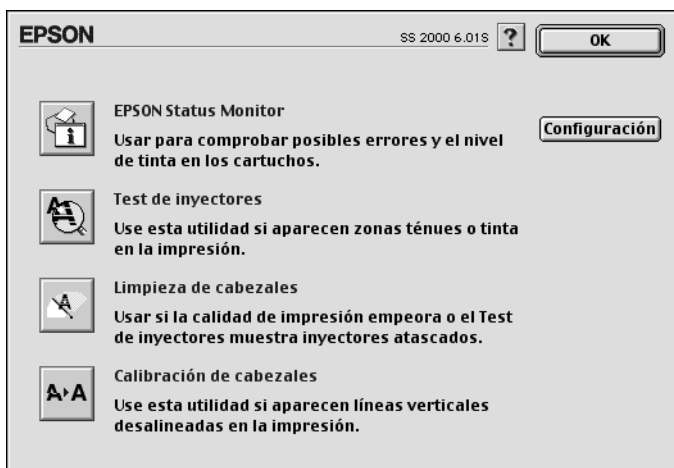 EPSON
SS 2000 6.01S
?
OK
EPSON Status Monitor
Usar para comprobar posibles errores y el nivel
de tinta en los cartuchos.
Configuración
Test de inyectores
Use esta utilidad si aparecen zonas ténues o tinta
en la impresión.
Limpieza de cabezales
Usar si la calidad de impresión empeora o el Test
de inyectores muestra inyectores atascados.
A▸A
Calibración de cabezales
Use esta utilidad si aparecen líneas verticales
desalineadas en la impresión.